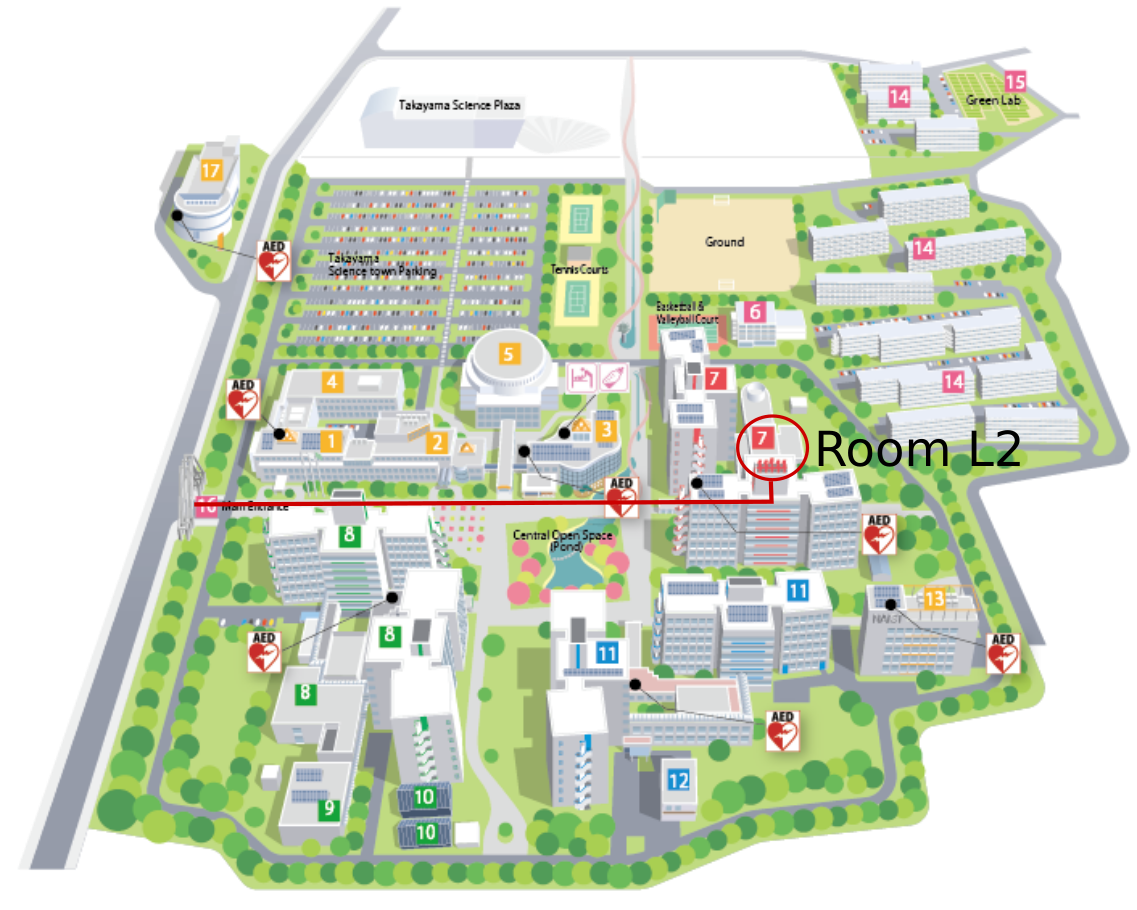 Takayama Science Plaza
14
15
Green Lab
17
AED
Takayama
Science town Parking
Tennis Courts
Ground
14
Basketball &
Valleyball Court
6
5
7
14
4
AED
1
2
3
7
Room L2
AED
16
Main Entrance
8
Central Open Space
(Pond)
AED
11
13
NAIST
8
11
AED
AED
8
AED
12
9
10
10